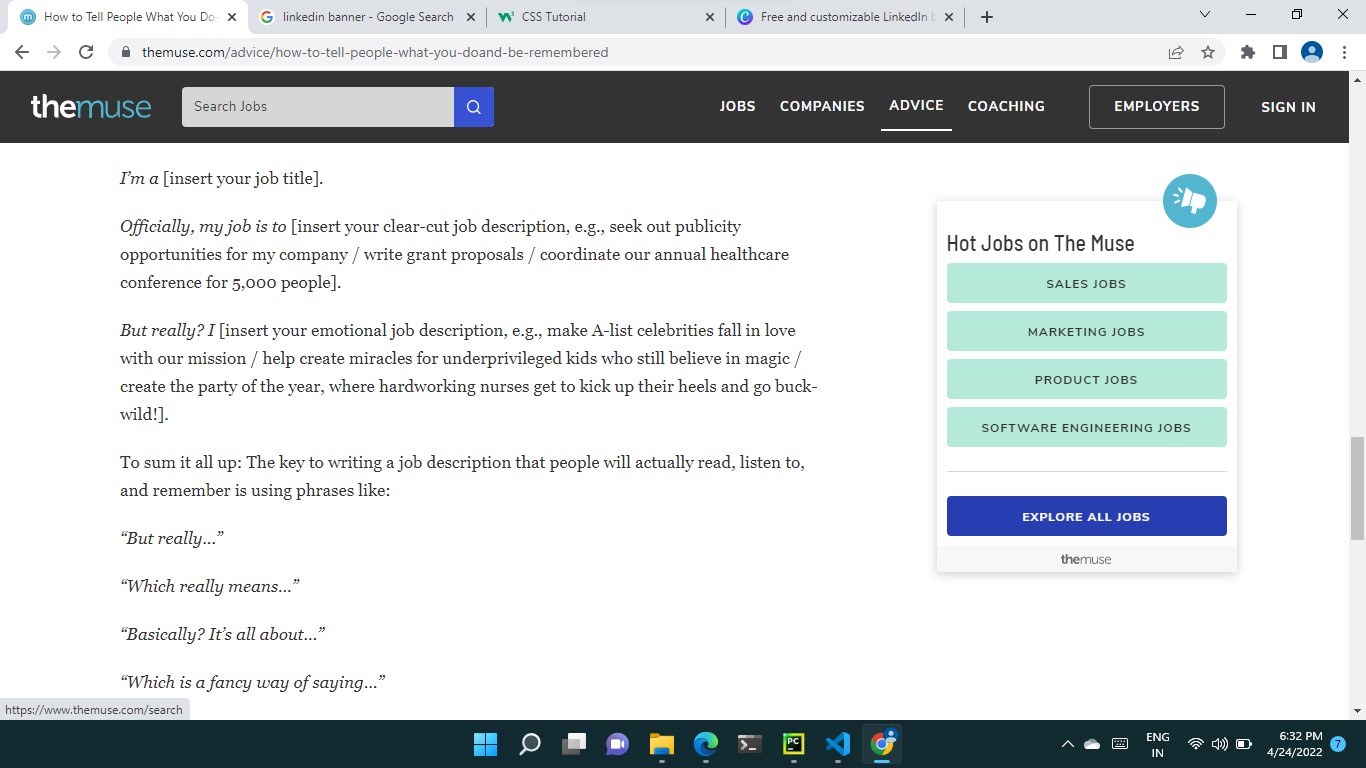 How to Tell People What You Do
linkedin banner - Google Search
CSS Tutorial
Free and customizable LinkedIn
themuse.com/advice/how-to-tell-people-what-you-doand-be-remembered
themuse
Search Jobs
JOBS
COMPANIES
ADVICE
COACHING
EMPLOYERS
SIGN IN
I’m a [insert your job title].
Officially, my job is to [insert your clear-cut job description, e.g., seek out publicity
opportunities for my company / write grant proposals / coordinate our annual healthcare
conference for 5,000 people].
But really? I [insert your emotional job description, e.g., make A-list celebrities fall in love
with our mission / help create miracles for underprivileged kids who still believe in magic /
create the party of the year, where hardworking nurses get to kick up their heels and go buck-
wild!].
To sum it all up: The key to writing a job description that people will actually read, listen to,
and remember is using phrases like:
“But really…”
“Which really means…”
“Basically? It’s all about…”
“Which is a fancy way of saying…”
Hot Jobs on The Muse
SALES JOBS
MARKETING JOBS
PRODUCT JOBS
SOFTWARE ENGINEERING JOBS
EXPLORE ALL JOBS
themuse
https://www.themuse.com/search
PC
ENG
IN
6:32 PM
4/24/2022
7